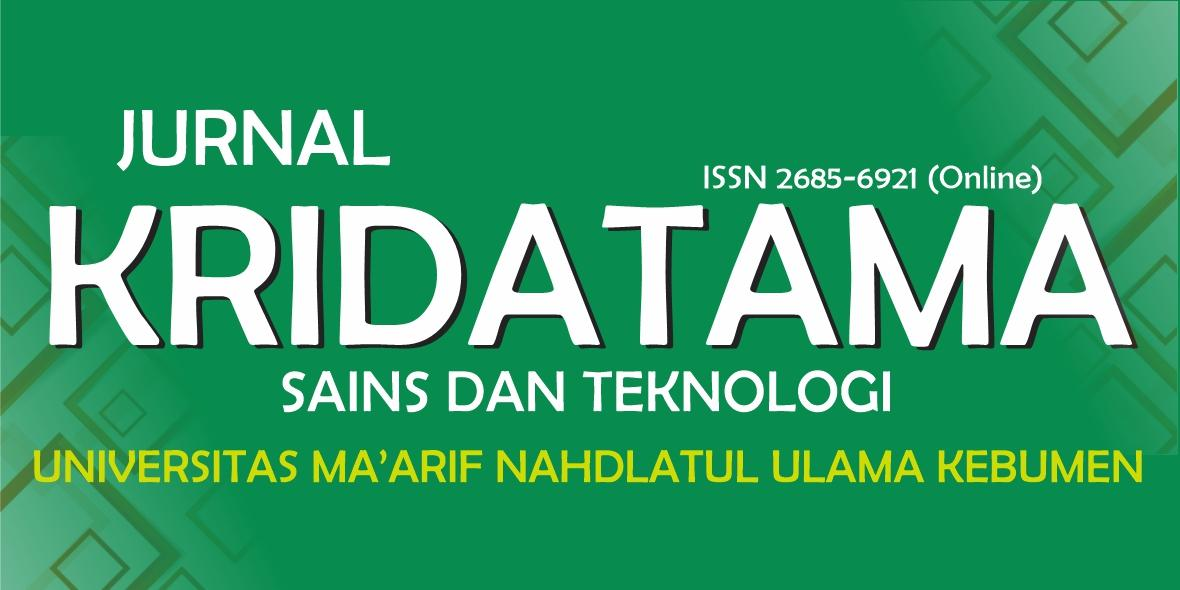 JURNAL
ISSN 2685-6921 (Online)
KRIDATAMA
SAINS DAN TEKNOLOGI
UNIVERSITAS MA’ARIF NAHDLATUL ULAMA KEBUMEN